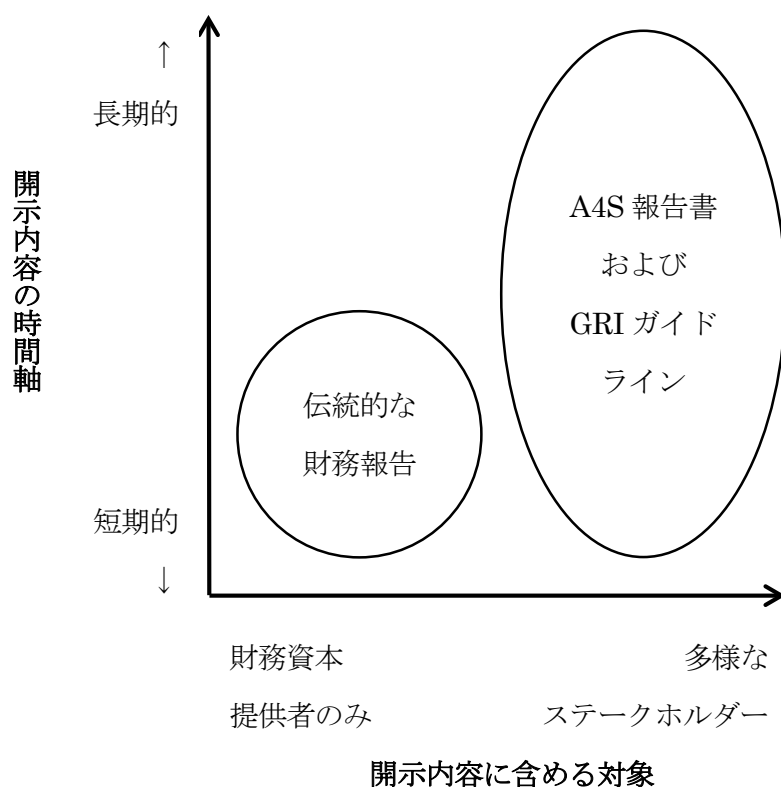 ↑
長期的
開示内容の時間軸
A4S 報告書
および
GRI ガイド
ライン
伝統的な
財務報告
短期的
↓
財務資本
提供者のみ
多様な
ステークホルダー
開示内容に含める対象